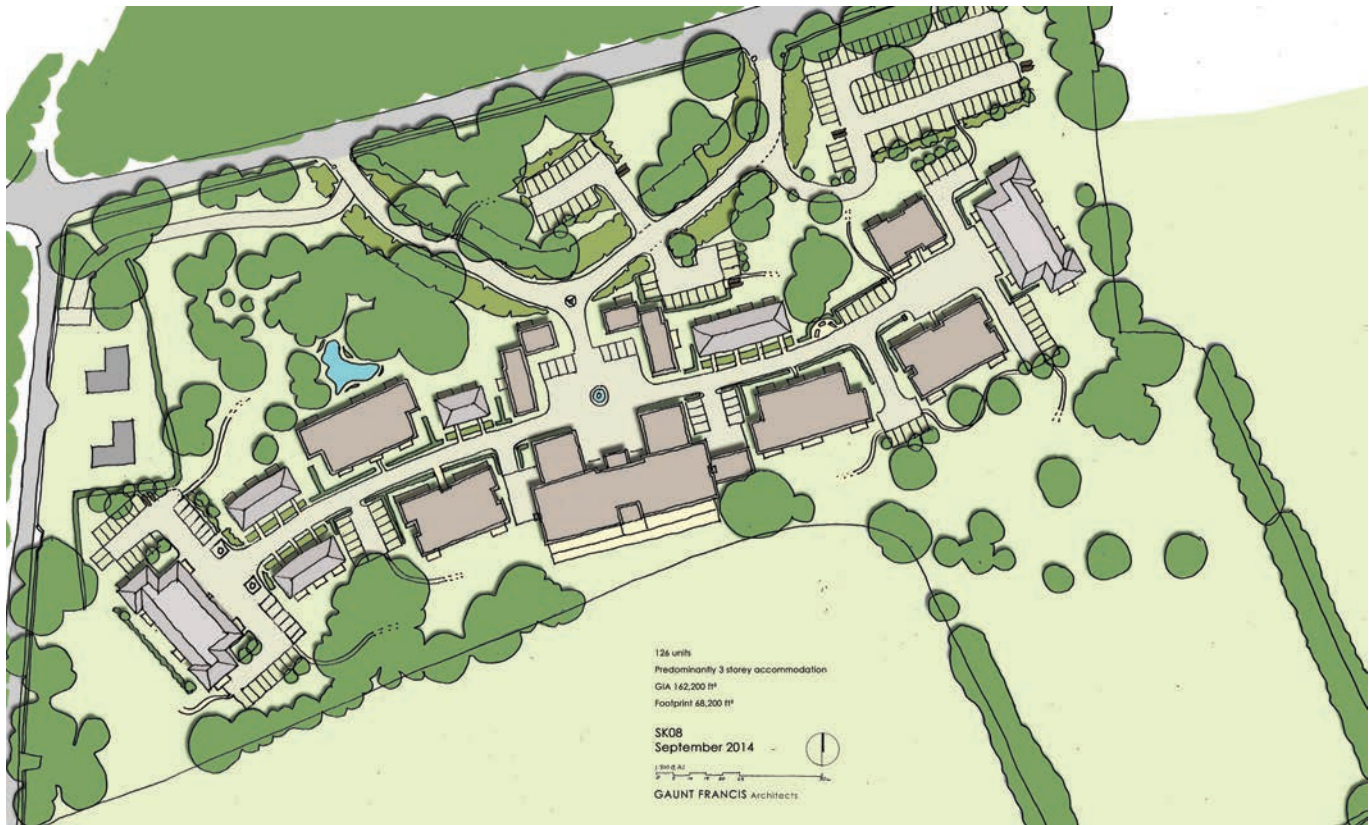 126 units
Predominantly 3 storey accommodation
GIA 162,200 ft²
Footprint 68,200 ft²
SK08
September 2014
GAUNT FRANCIS Architects